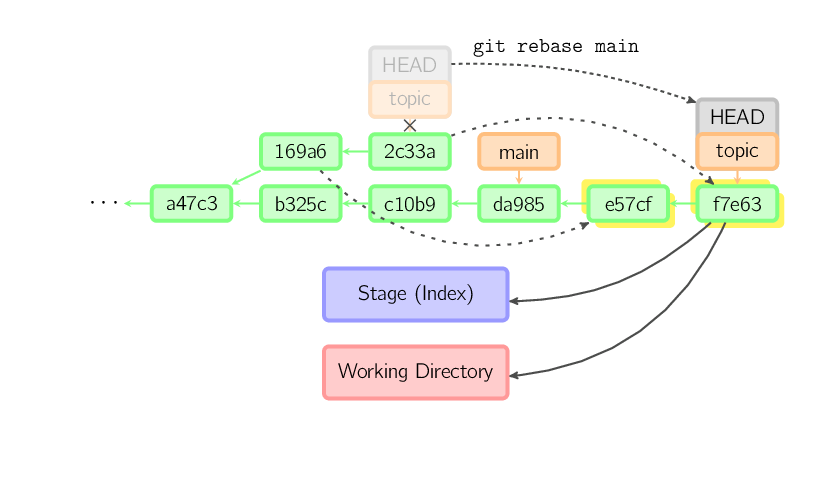 git rebase main
HEAD
topic
HEAD
topic
169a6
2c33a
main
··· a47c3
b325c
c10b9
da985
e57cf
f7e63
Stage (Index)
Working Directory